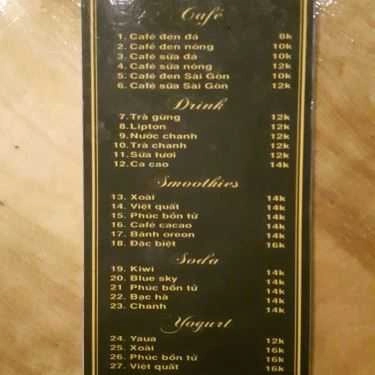 Café
1. Café đen đá 8k
2. Café đen nóng 10k
3. Café sữa đá 10k
4. Café sữa nóng 12k
5. Café đen Sài Gòn 10k
6. Café sữa Sài Gòn 12k
Drink
7. Trà gừng 12k
8. Lipton 12k
9. Nước chanh 12k
10. Trà chanh 12k
11. Sữa tươi 12k
12. Ca cao 14k
Smoothies
13. Xoài 14k
14. Việt quất 14k
15. Phúc bồn tử 14k
16. Café cacao 14k
17. Bánh oreon 14k
18. Đặc biệt 16k
Soda
19. Kiwi 14k
20. Blue sky 14k
21 Phúc bồn tử 14k
22. Bạc hà 14k
23. Chanh 14k
Yogurt
24. Yaua 12k
25. Xoài 16k
26. Phúc bồn tử 16k
27. Việt quất 16k